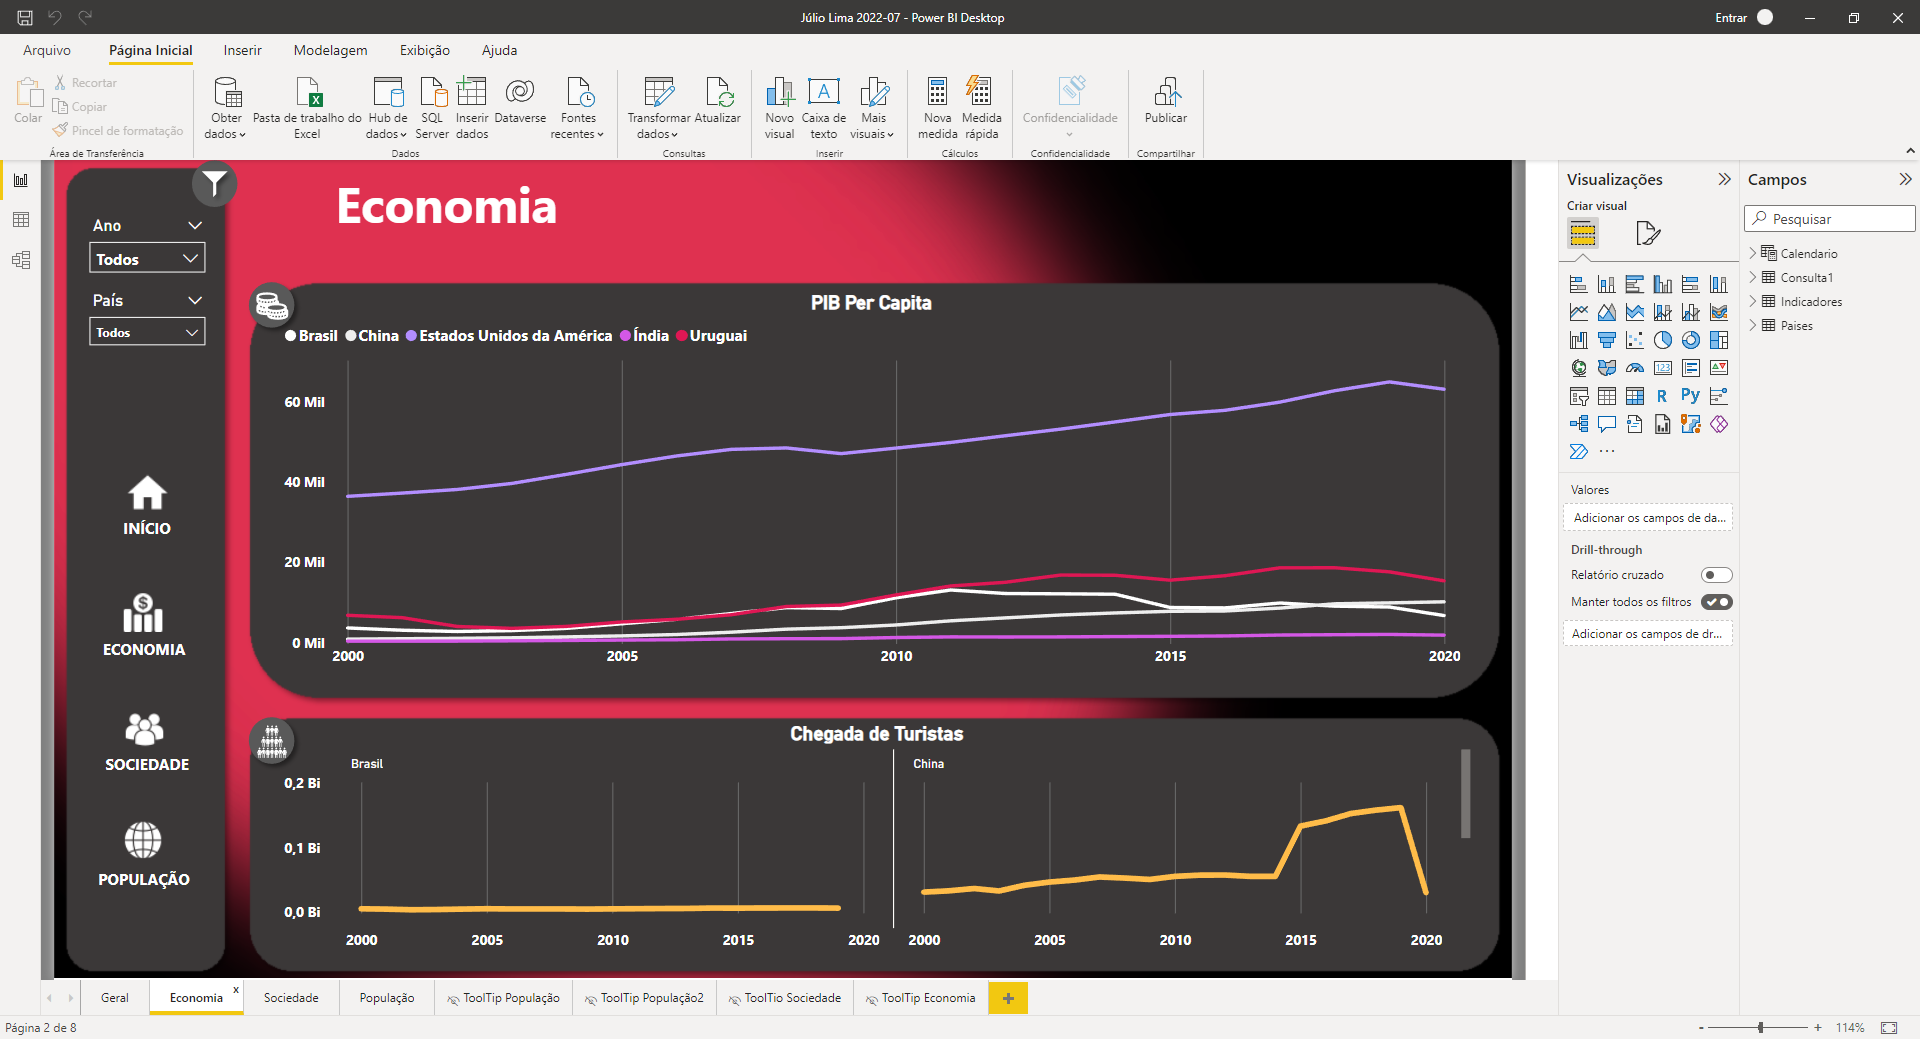 Júlio Lima 2022-07 - Power BI Desktop
Entrar
Arquivo
Página Inicial
Inserir
Modelagem
Exibição
Ajuda
Colar
Recortar
Copiar
Pincel de formatação
Área de Transferência
Obter
dados
Pasta de trabalho do
Excel
Hub de
dados
SQL
Server
Inserir
dados
Dataverse
Fontes
recentes
Dados
Transformar
dados
Atualizar
Consultas
Novo
visual
Caixa de
texto
Mais
visuais
Inserir
Nova
medida
Medida
rápida
Cálculos
Confidencialidade
Confidencialidade
Publicar
Compartilhar
Ano
Todos
País
Todos
INÍCIO
ECONOMIA
SOCIEDADE
POPULAÇÃO
Economia
PIB Per Capita
Brasil China Estados Unidos da América Índia Uruguai
60 Mil
40 Mil
20 Mil
0 Mil
2000 2005 2010 2015 2020
Chegada de Turistas
Brasil
China
0,2 Bi
0,1 Bi
0,0 Bi
2000 2005 2010 2015 2020
2000 2005 2010 2015 2020
Visualizações
Criar visual
123
R
Py
Valores
Adicionar os campos de da...
Drill-through
Relatório cruzado
Manter todos os filtros
Adicionar os campos de dr...
Campos
Pesquisar
Calendario
Consulta1
Indicadores
Paises
Geral
Economia x
Sociedade
População
ToolTip População
ToolTip População2
ToolTio Sociedade
ToolTip Economia
+
Página 2 de 8
- + 114%